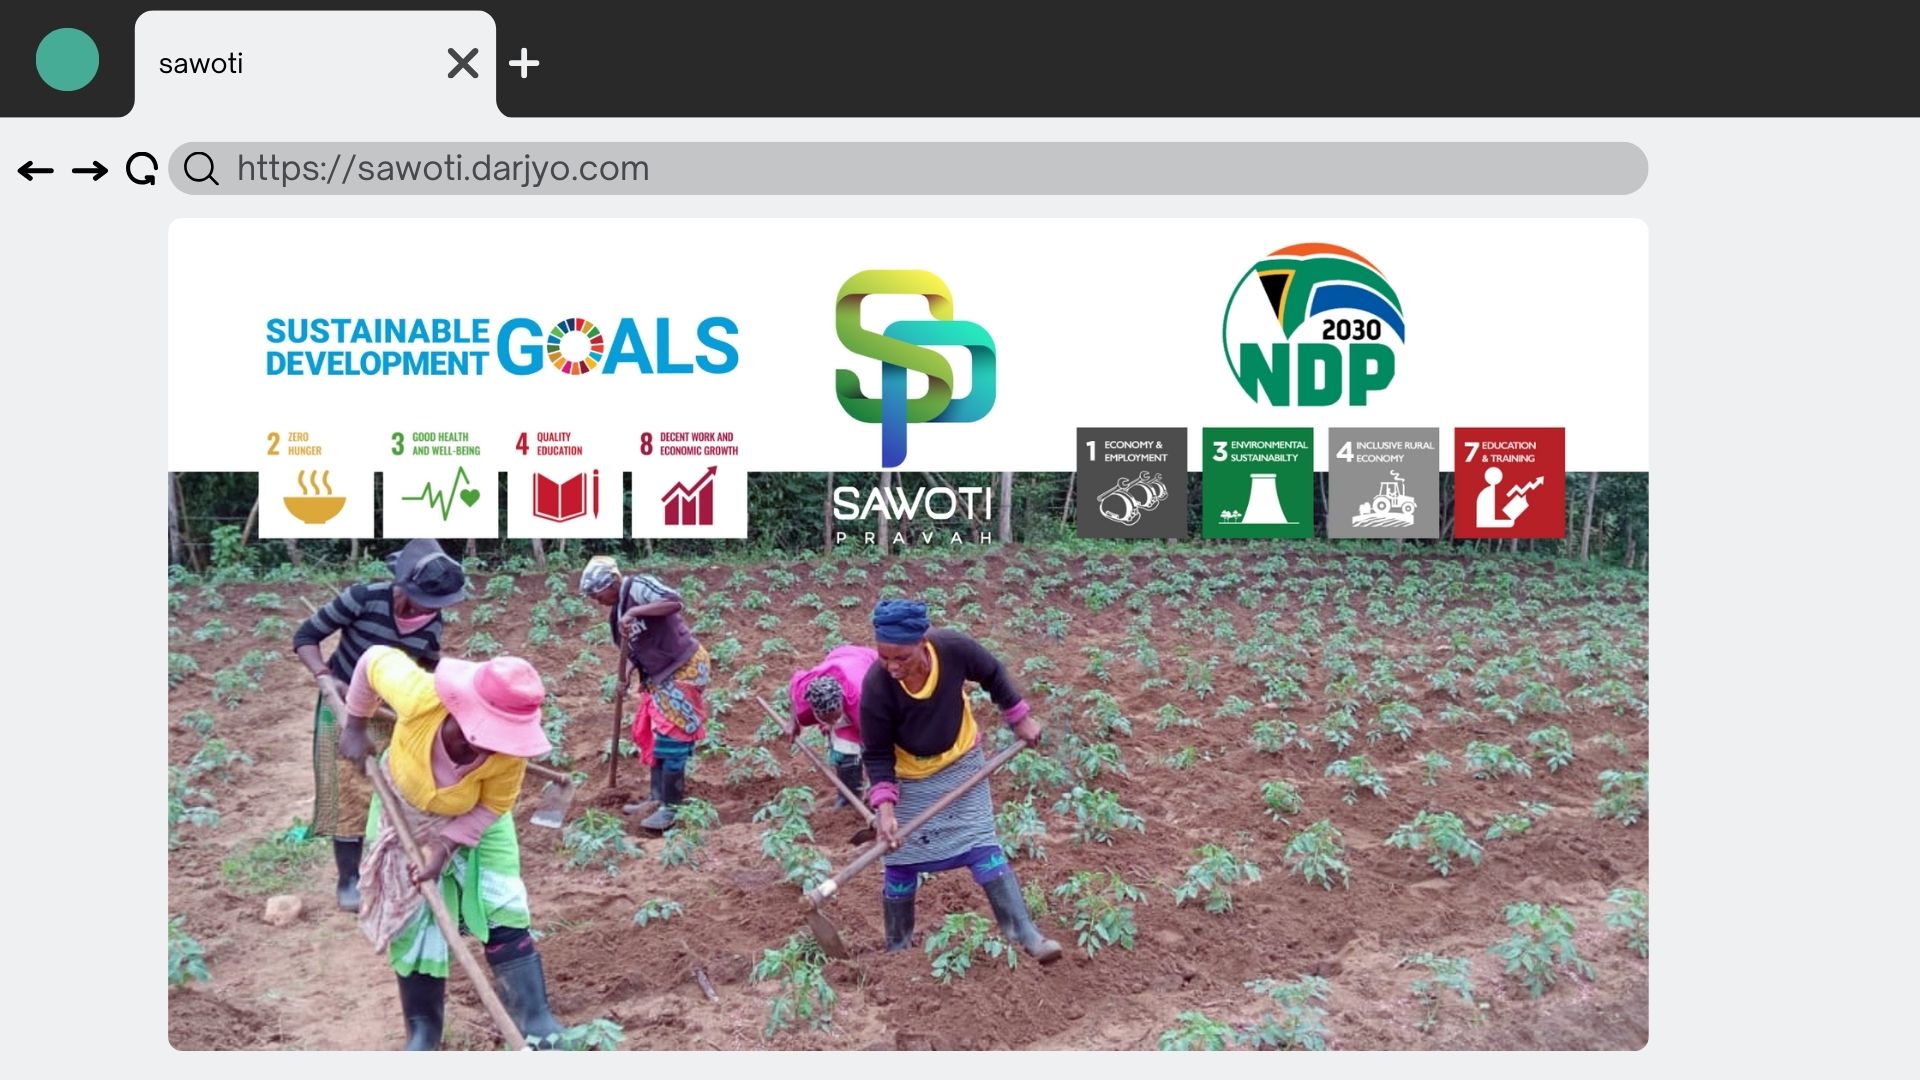 sawoti
https://sawoti.darjyo.com
SUSTAINABLE
DEVELOPMENT GOALS
2 ZERO
HUNGER
3 GOOD HEALTH
AND WELL-BEING
4 QUALITY
EDUCATION
8 DECENT WORK AND
ECONOMIC GROWTH
SP
SAWOTI
PRAVAH
2030
NDP
1 ECONOMY &
EMPLOYMENT
3 ENVIRONMENTAL
SUSTAINABILTY
4 INCLUSIVE RURAL
ECONOMY
7 EDUCATION
& TRAINING